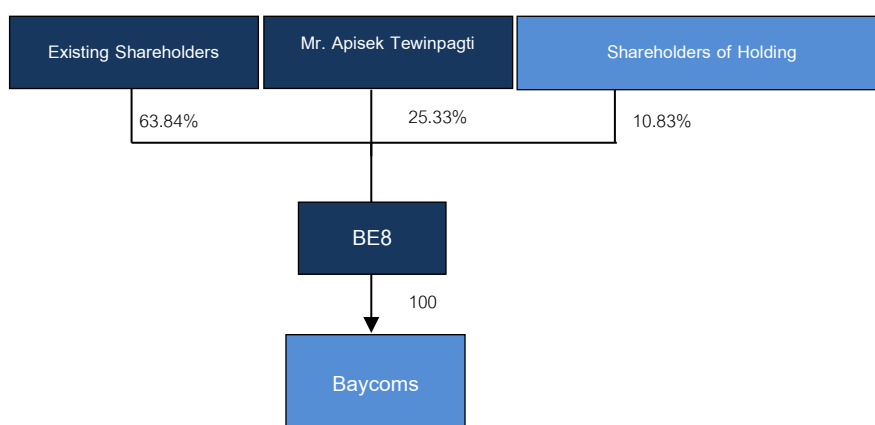 Existing Shareholders
Mr. Apisek Tewinpagti
Shareholders of Holding
63.84%
25.33%
10.83%
BE8
100
Baycoms